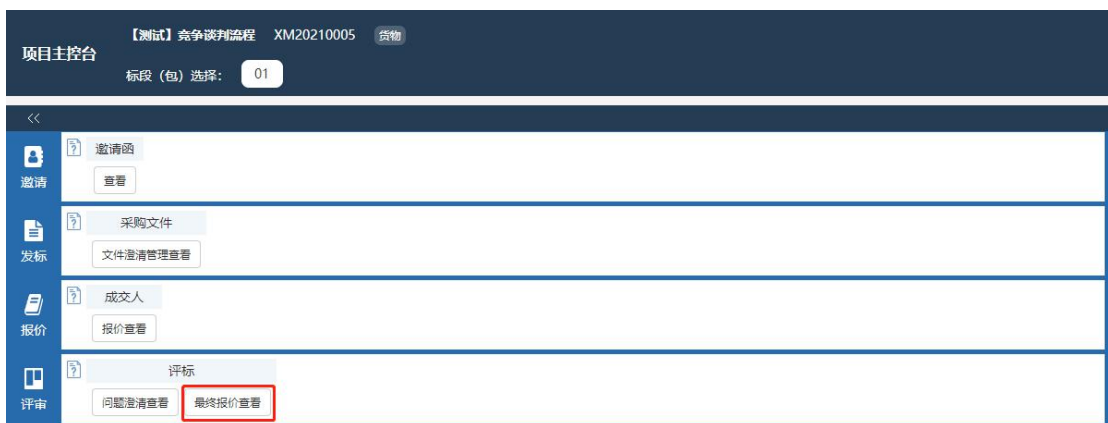 【测试】竞争谈判流程 XM20210005 货物
项目主控台
标段（包）选择： 01
<<
邀请函
邀请
查看
采购文件
发标
文件澄清管理查看
成交人
报价
报价查看
评标
评审
问题澄清查看 最终报价查看